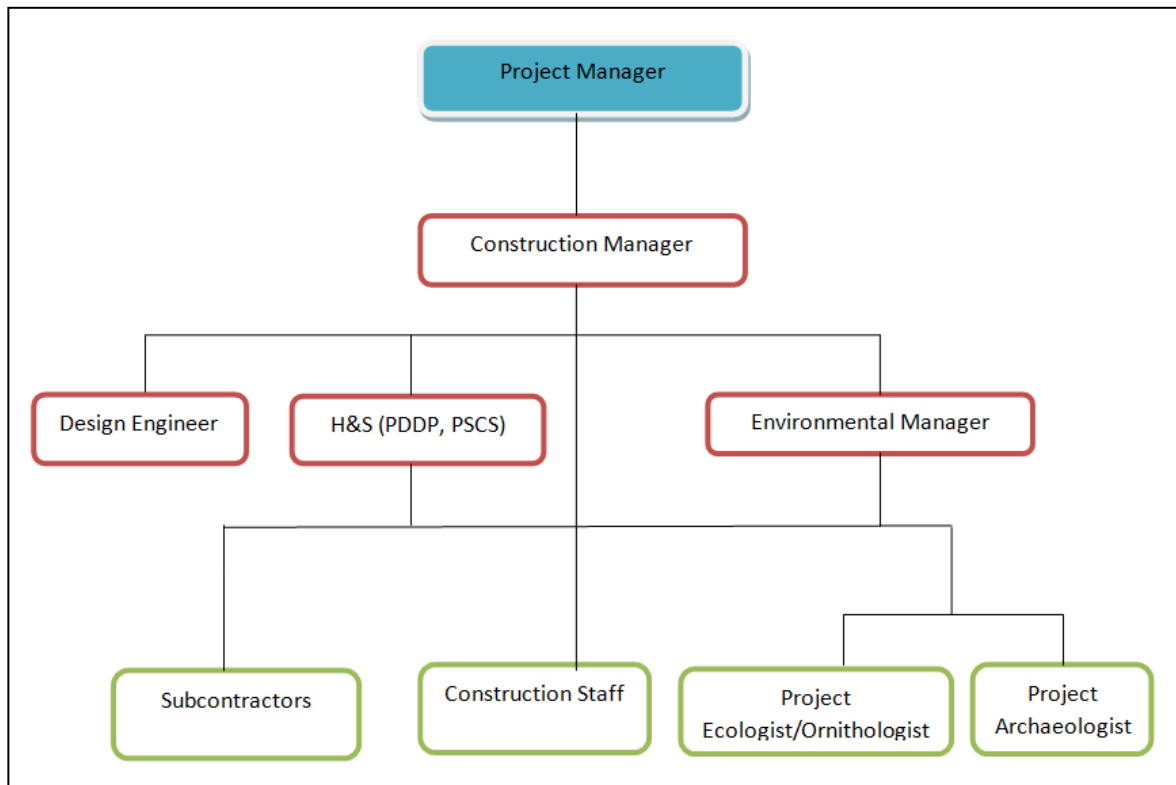 Project Manager
Construction Manager
Design Engineer
H&S (PDDP, PSCS)
Environmental Manager
Subcontractors
Construction Staff
Project
Ecologist/Ornithologist
Project
Archaeologist